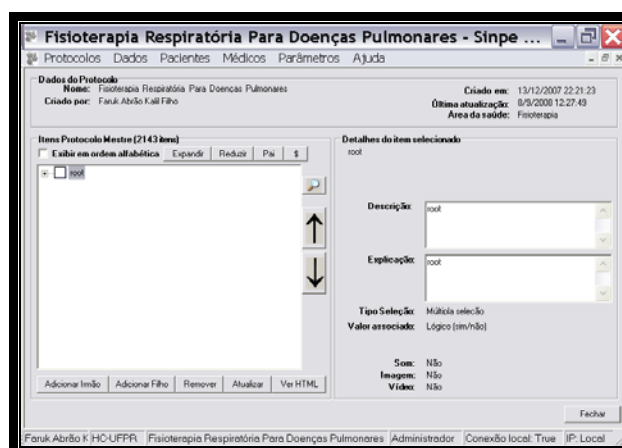 Fisioterapia Respiratória Para Doenças Pulmonares - Sinpe ...
Protocolos Dados Pacientes Médicos Parâmetros Ajuda
Dados do Protocolo
Nome: Fisioterapia Respiratória Para Doenças Pulmonares
Criado por: Faruk Abrão Kalil Filho
Criado em: 13/12/2007 22:21:23
Última atualização: 8/9/2008 12:27:49
Área da saúde: Fisioterapia
Itens Protocolo Mestre (2143 itens)
Exibir em ordem alfabética Expandir Reduzir Pai $
root
Adicionar Irmão Adicionar Filho Remover Atualizar Ver HTML
Detalhes do item selecionado
root
Descrição: root
Explicação: root
Tipo Seleção: Múltipla seleção
Valor associado: Lógico (sim/não)
Som: Não
Imagem: Não
Vídeo: Não
Fechar
Faruk Abrão K HC-UFPR Fisioterapia Respiratória Para Doenças Pulmonares Administrador Conexão local: True IP: Local